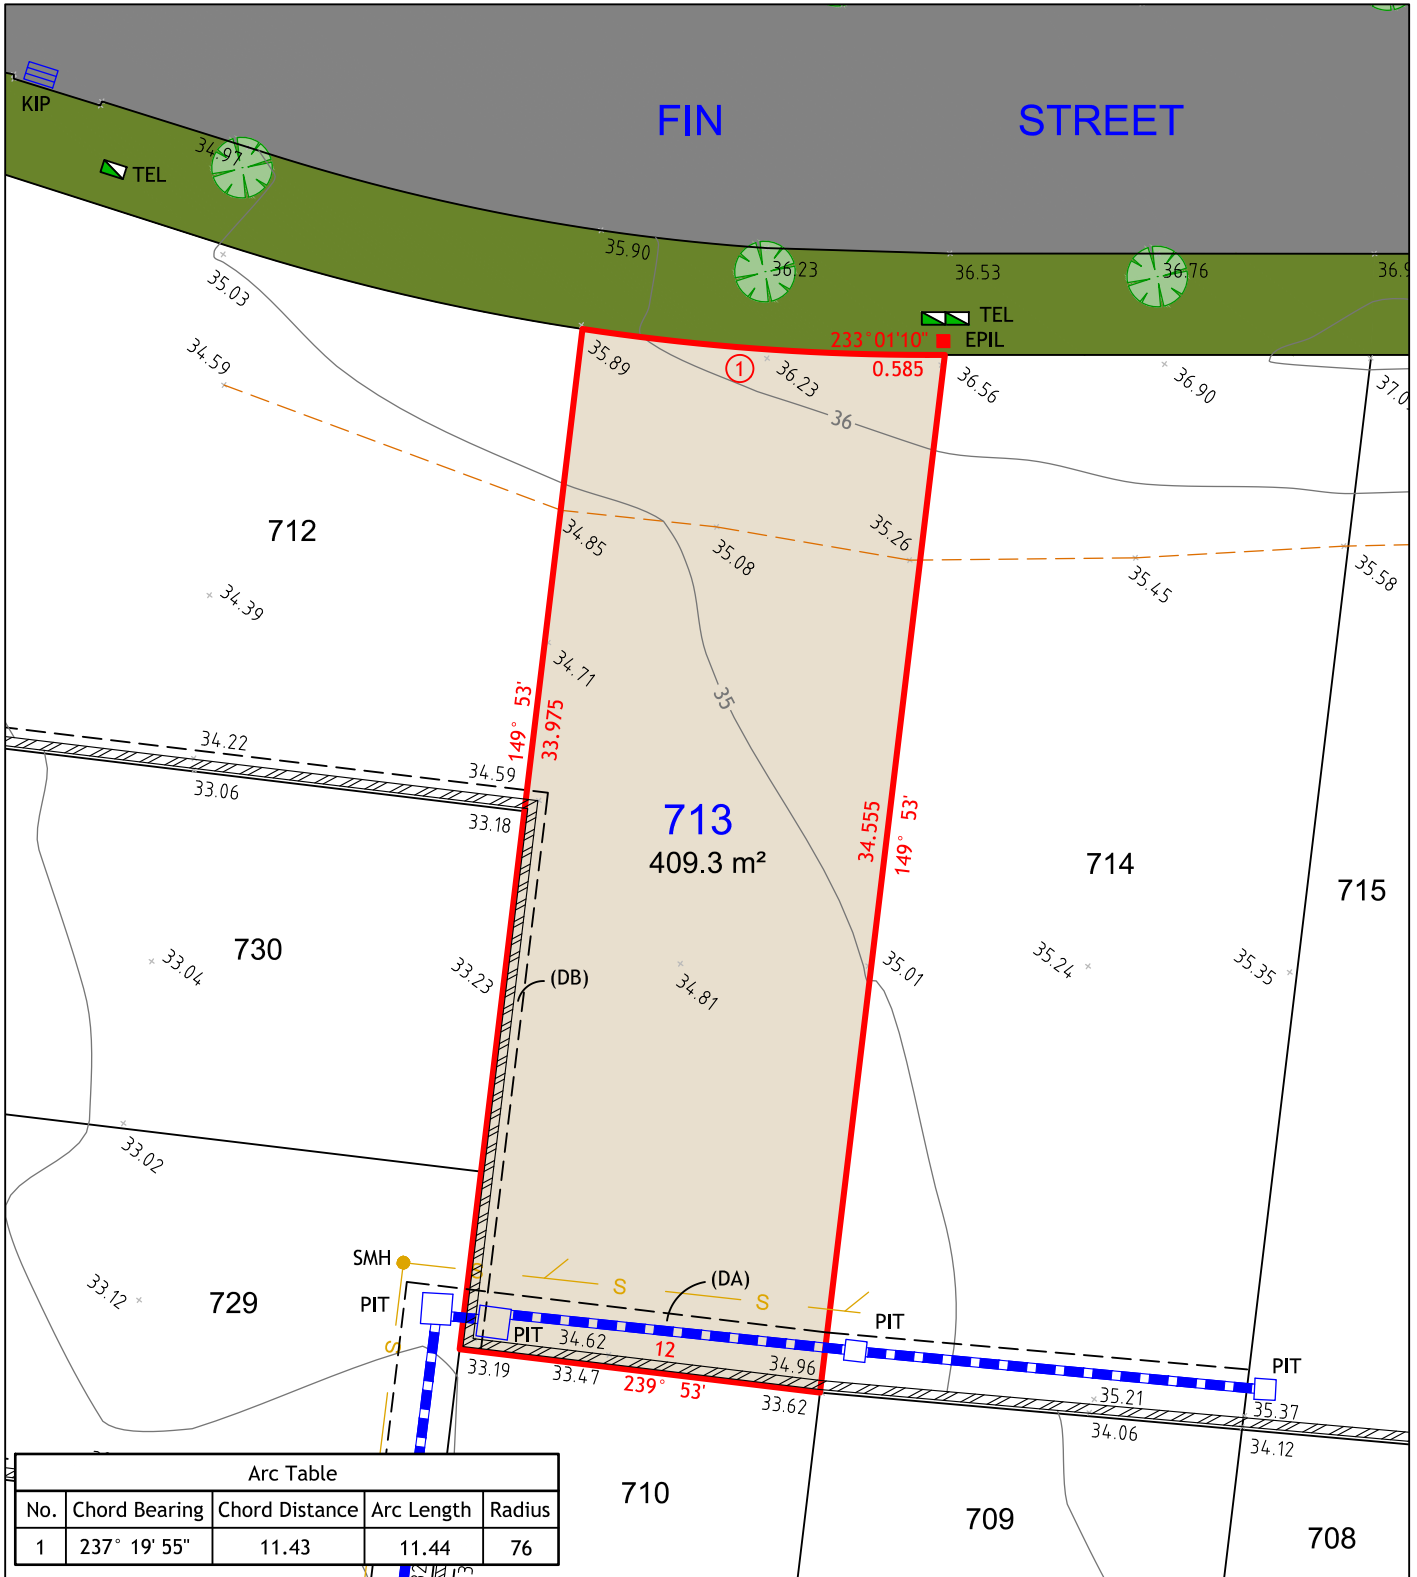 FIN STREET
KIP
34.97
TEL
35.90
36.23
36.53
36.76
35.03
TEL
233°01'10" EPIL
0.585
34.59
35.89
1
36.23
36.56
36.90
36
712
34.85
35.08
35.26
35.45
35.58
34.39
34.71
35
149° 53'
33.975
34.22
34.59
33.06
33.18
713
409.3 m²
34.555
149° 53'
714
715
730
33.04
33.23
(DB)
34.81
35.01
35.24
35.35
33.02
SMH
S
S
S
(DA)
33.12
729
PIT
PIT
PIT
PIT
S
34.62
12
34.96
33.19
33.47
239° 53'
33.62
35.21
35.37
34.06
34.12
710
709
708
Arc Table
No. Chord Bearing Chord Distance Arc Length Radius
1 237° 19' 55" 11.43 11.44 76